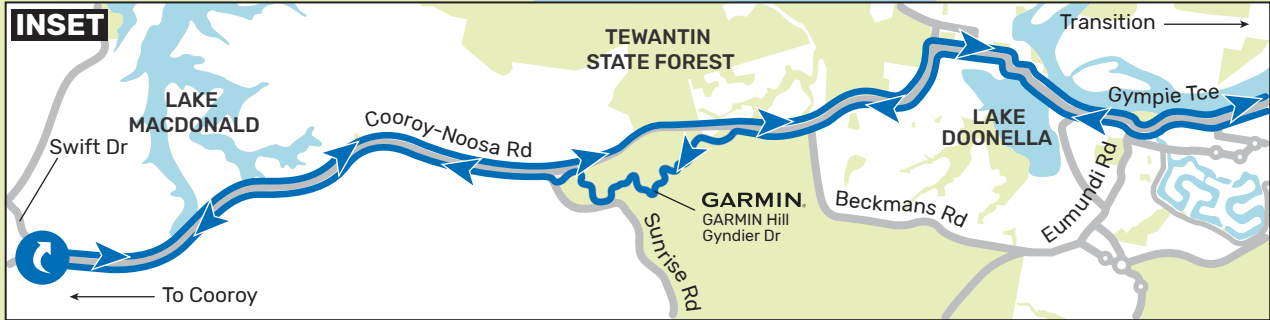 INSET
Transition
TEWANTIN
STATE FOREST
LAKE
MACDONALD
Gympie Tce
Cooroy-Noosa Rd
LAKE
DOONELLA
Swift Dr
GARMIN®
GARMIN Hill
Gyndier Dr
Beckmans Rd
Eumundi Rd
Sunrise Rd
To Cooroy